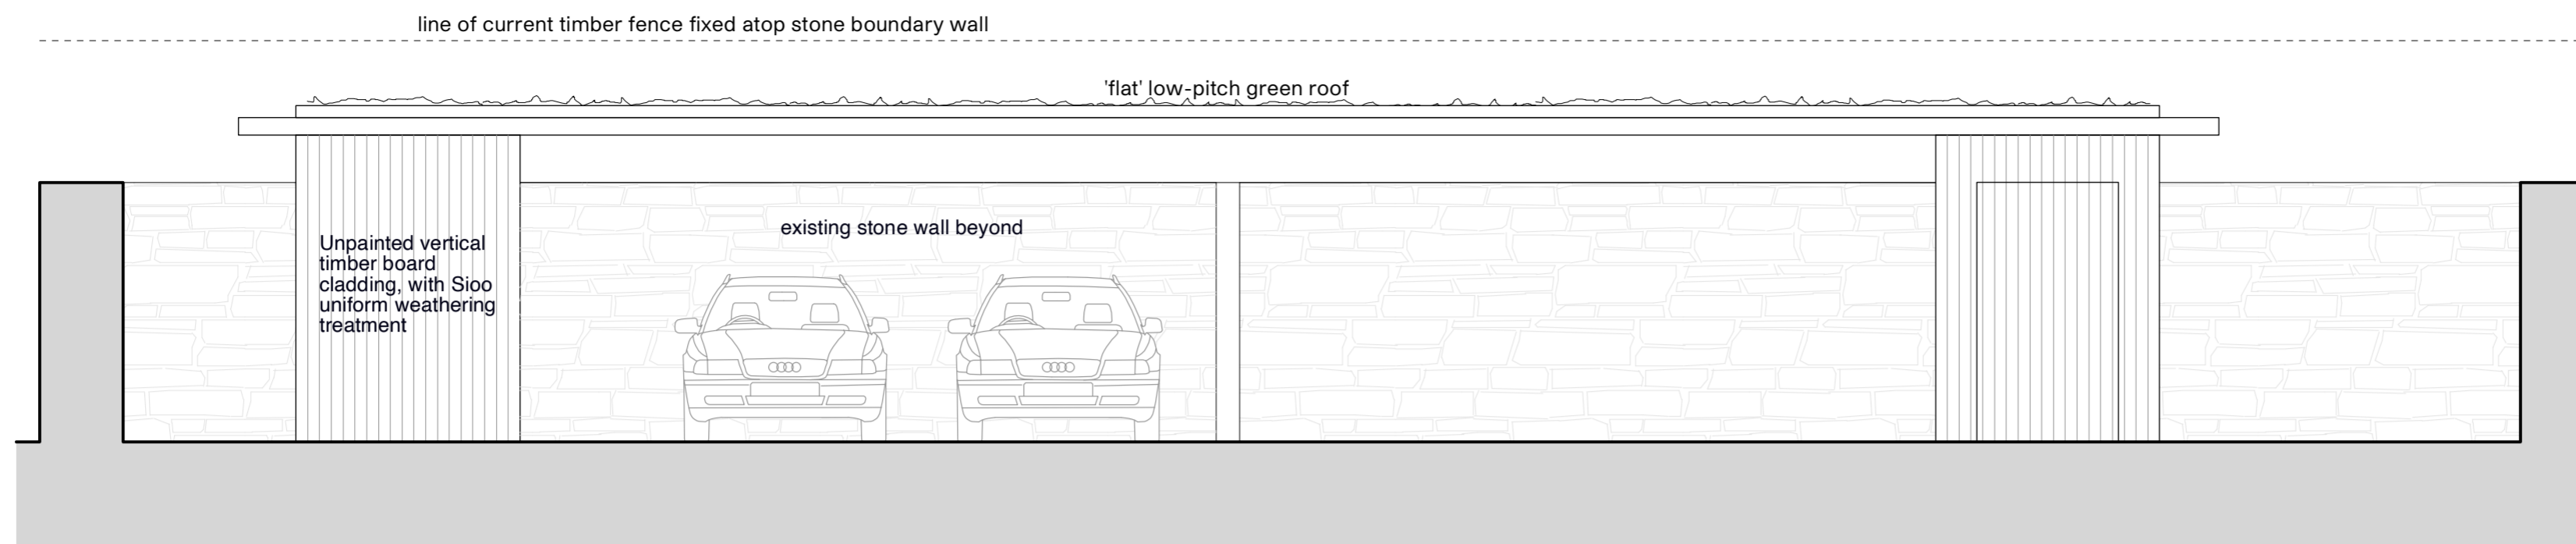 line of current timber fence fixed atop stone boundary wall
'flat' low-pitch green roof
existing stone wall beyond
Unpainted vertical
timber board
cladding, with Sioo
uniform weathering
treatment